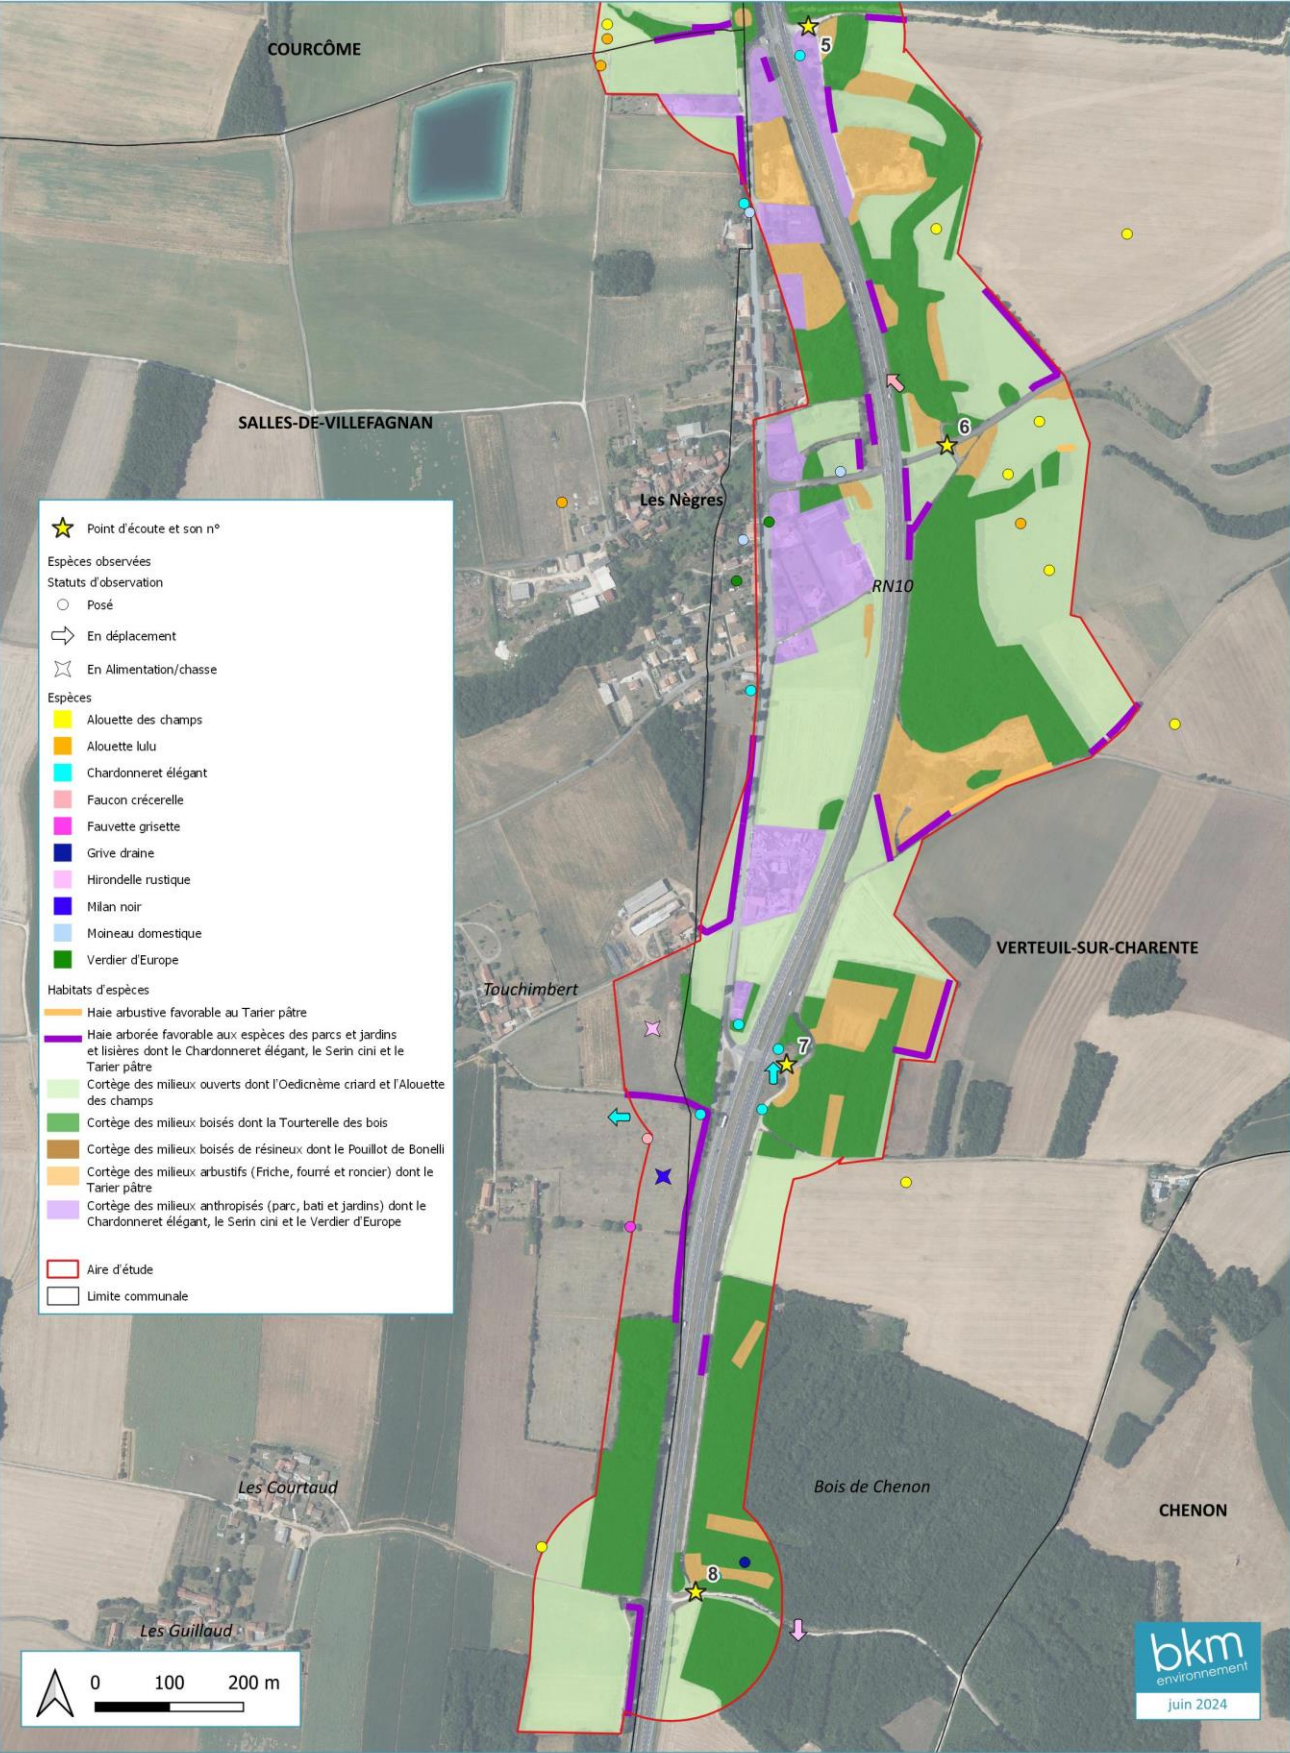 COURCÔME
5
SALLES-DE-VILLEFAGNAN
6
Les Nègres
RN10
Point d'écoute et son n°
Espèces observées
Statuts d'observation
Posé
En déplacement
En Alimentation/chasse
Espèces
Alouette des champs
Alouette lulu
Chardonneret élégant
Faucon crécerelle
Fauvette grisette
Grive draine
Hirondelle rustique
Milan noir
Moineau domestique
Verdier d'Europe
Habitats d'espèces
Haie arbustive favorable au Tarier pâtre
Haie arborée favorable aux espèces des parcs et jardins
et lisières dont le Chardonneret élégant, le Serin cini et le
Tarier pâtre
Cortège des milieux ouverts dont l'Oedicnème criard et l'Alouette
des champs
Cortège des milieux boisés dont la Tourterelle des bois
Cortège des milieux boisés de résineux dont le Pouillot de Bonelli
Cortège des milieux arbustifs (Friche, fourré et roncier) dont le
Tarier pâtre
Cortège des milieux anthropisés (parc, bati et jardins) dont le
Chardonneret élégant, le Serin cini et le Verdier d'Europe
Aire d'étude
Limite communale
VERTEUIL-SUR-CHARENTE
Touchimbert
7
Les Courtaud
Bois de Chenon
CHENON
8
Les Guillaud
0 100 200 m
bkm
environnement
juin 2024